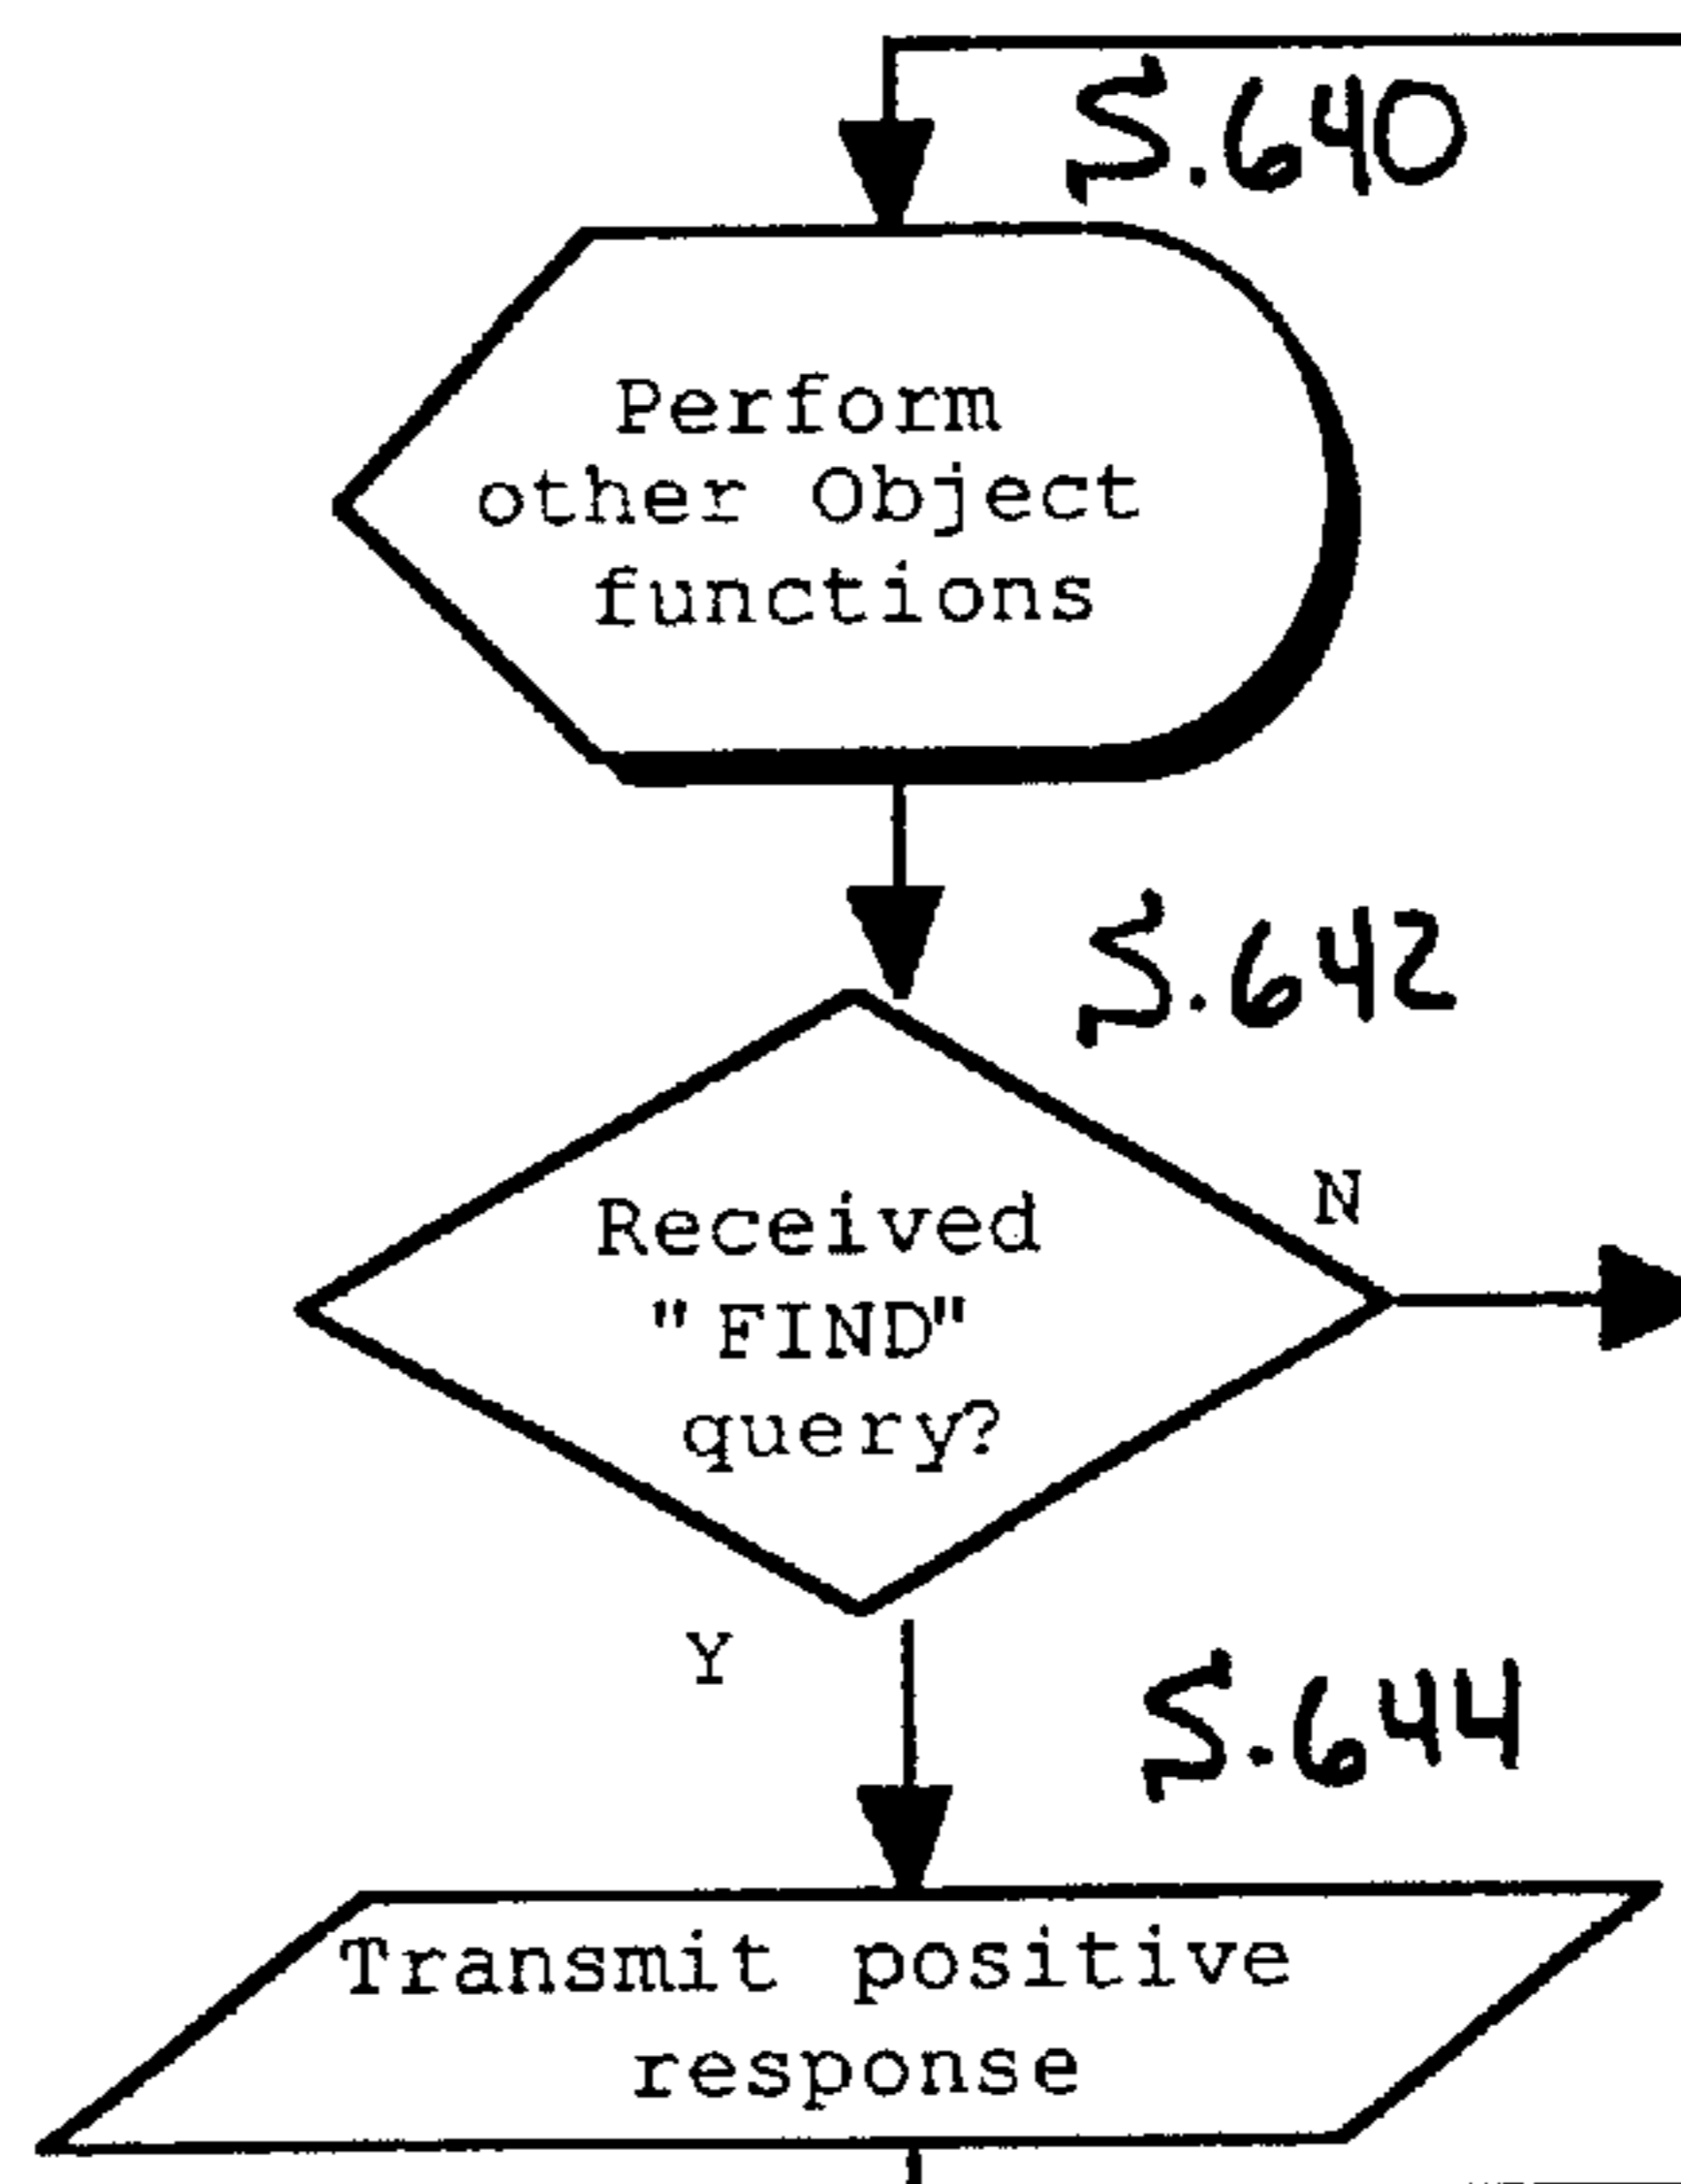 S.640
Perform
other Object
functions
S.642
Received
"FIND"
query?
N
Y
S.644
Transmit positive
response